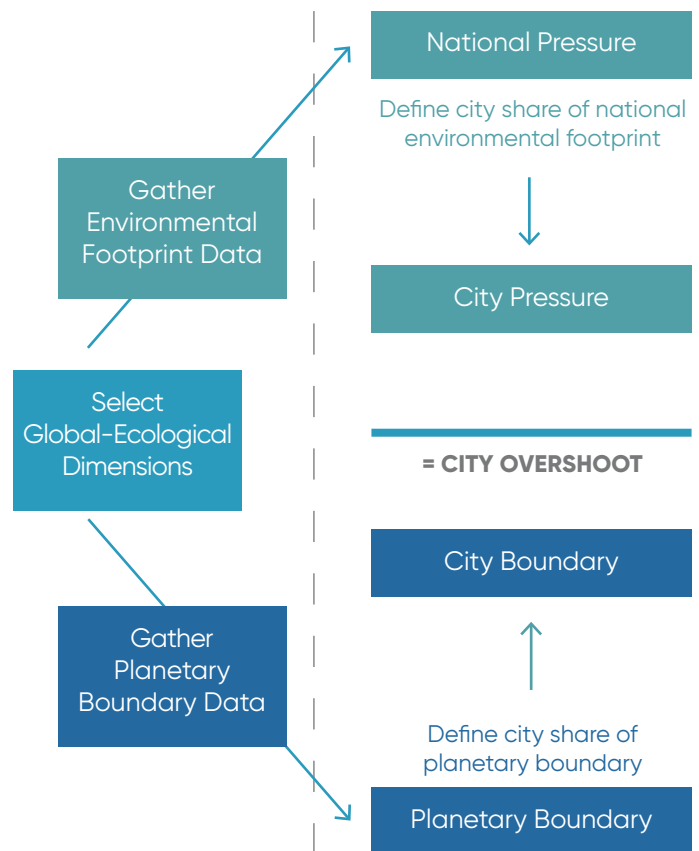 National Pressure
Define city share of national
environmental footprint
Gather
Environmental
Footprint Data
City Pressure
Select
Global-Ecological
Dimensions
= CITY OVERSHOOT
City Boundary
Gather
Planetary
Boundary Data
Define city share of
planetary boundary
Planetary Boundary